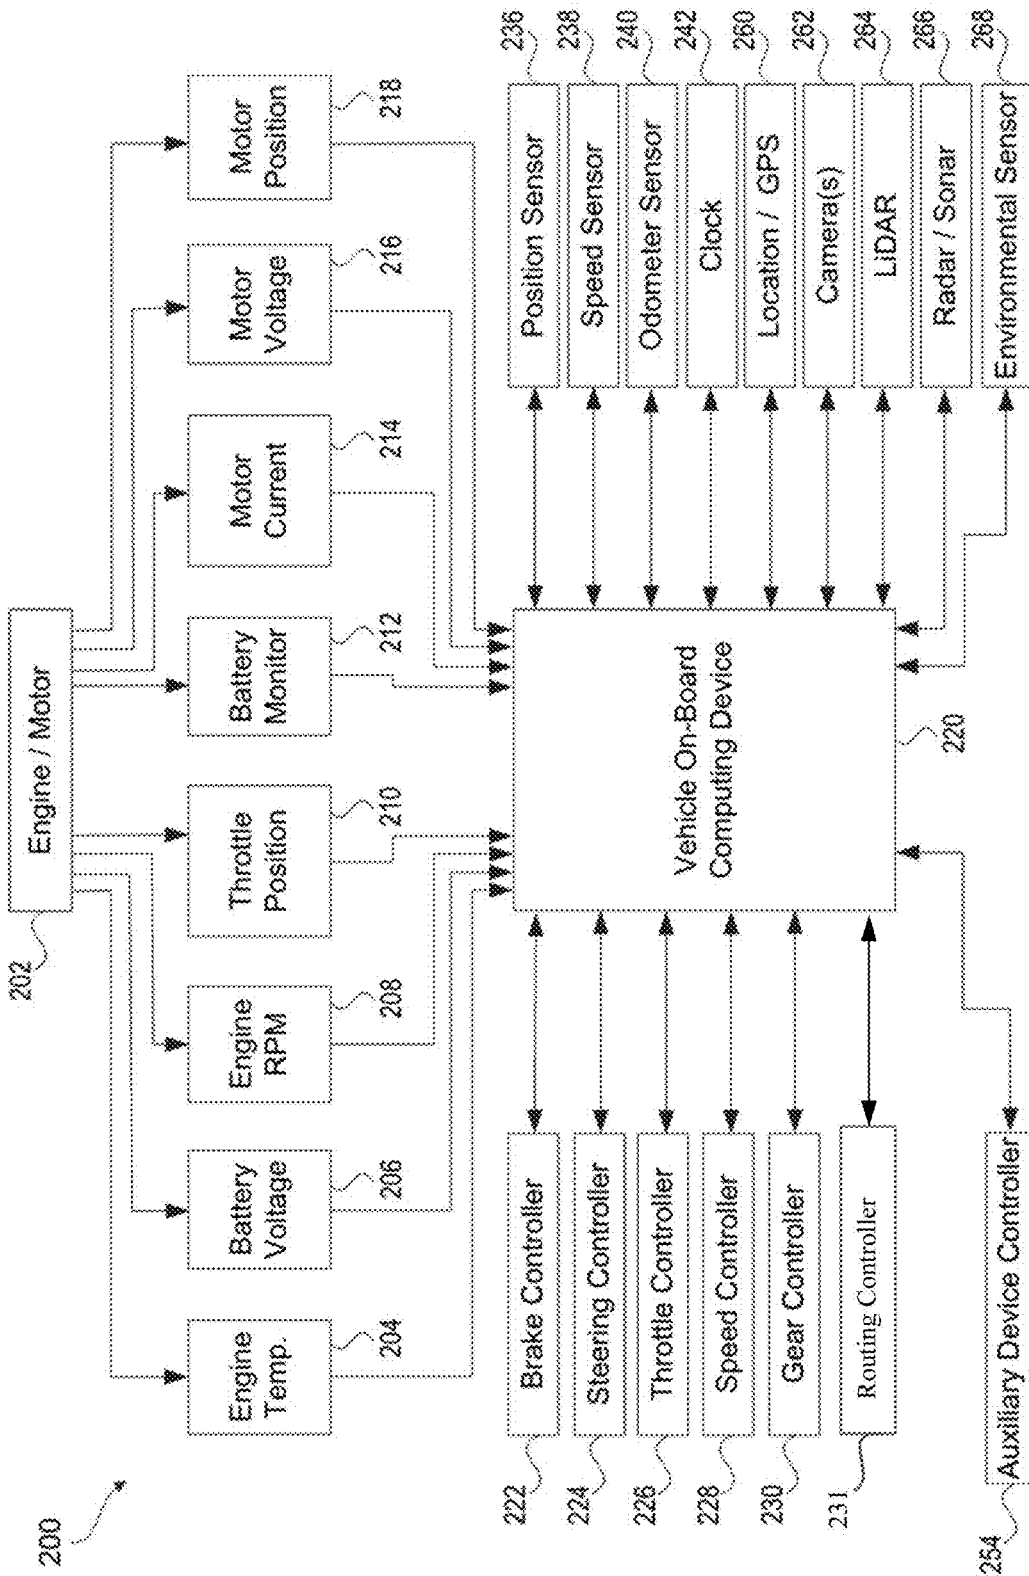 200
202
Engine / Motor
Engine
Temp.
204
Battery
Voltage
206
Engine
RPM
208
Throttle
Position
210
Battery
Monitor
212
Motor
Current
214
Motor
Voltage
216
Motor
Position
218
Vehicle On-Board
Computing Device
220
222
Brake Controller
224
Steering Controller
226
Throttle Controller
228
Speed Controller
230
Gear Controller
231
Routing Controller
254
Auxiliary Device Controller
Position Sensor
236
Speed Sensor
238
Odometer Sensor
240
Clock
242
Location / GPS
260
Camera(s)
262
LiDAR
264
Radar / Sonar
266
Environmental Sensor
268